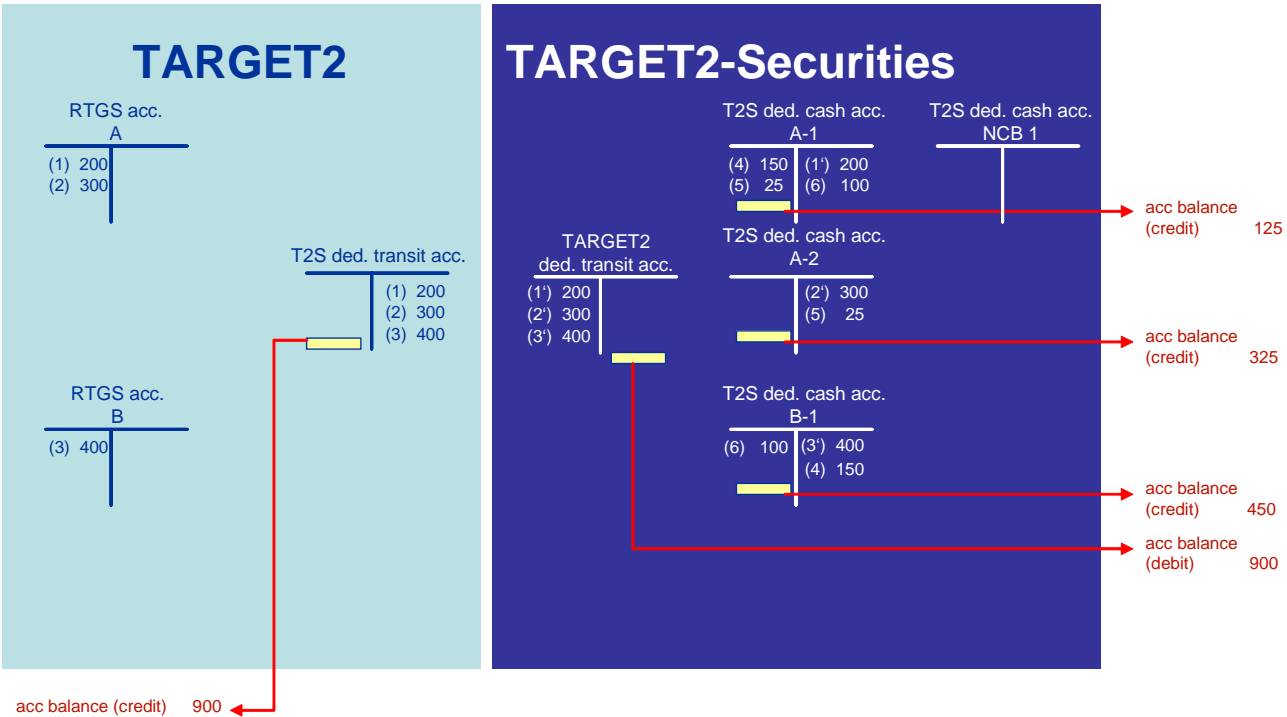 TARGET2
RTGS acc.
A
(1) 200
(2) 300
T2S ded. transit acc.
(1) 200
(2) 300
(3) 400
RTGS acc.
B
(3) 400
acc balance (credit) 900
TARGET2-Securities
T2S ded. cash acc.
A-1
(4) 150 (1') 200
(5) 25 (6) 100
T2S ded. cash acc.
NCB 1
acc balance
(credit) 125
TARGET2
ded. transit acc.
(1‘) 200
(2‘) 300
(3‘) 400
T2S ded. cash acc.
A-2
(2') 300
(5) 25
acc balance
(credit) 325
T2S ded. cash acc.
B-1
(6) 100 (3‘) 400
(4) 150
acc balance
(credit) 450
acc balance
(debit) 900